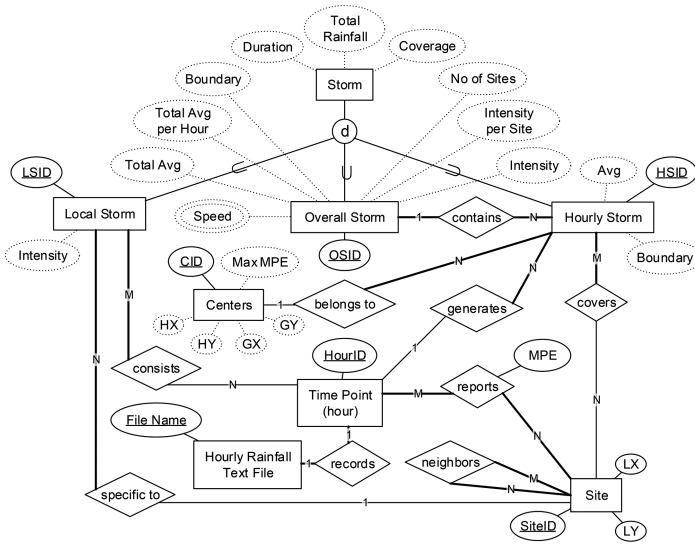 Total
Rainfall
Duration
Coverage
Storm
Boundary
No of Sites
Total Avg
per Hour
d
Intensity
per Site
Total Avg
Intensity
LSID
Avg
HSID
Local Storm
Speed
Overall Storm
1
contains
N
Hourly Storm
Intensity
CID
Max MPE
OSID
Boundary
M
N
N
M
Centers
1
belongs to
generates
covers
HX
HY
GX
GY
1
HourID
MPE
N
consists
N
Time Point
(hour)
M
reports
N
File Name
1
N
Hourly Rainfall
Text File
1
records
neighbors
M
N
LX
specific to
1
Site
SiteID
LY